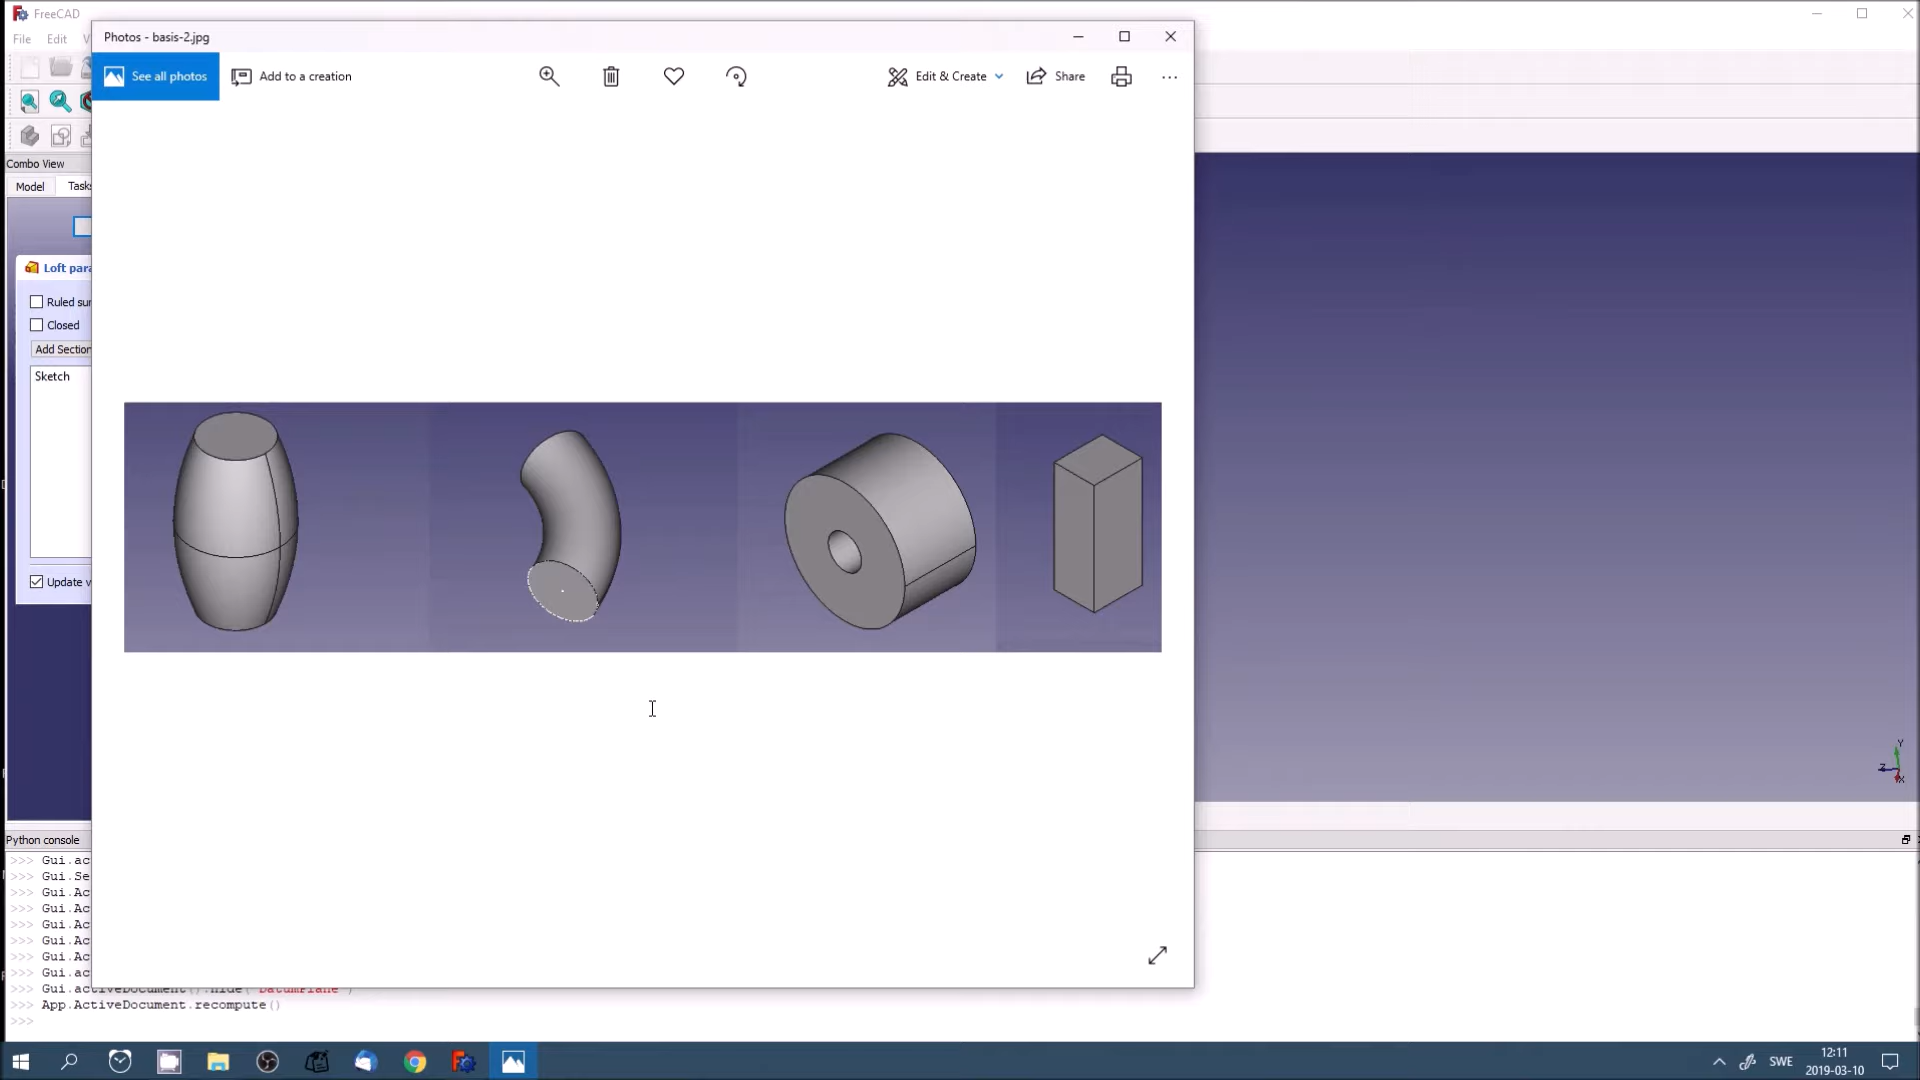 FreeCAD
File Edit V
Photos - basis-2.jpg
See all photos
Add to a creation
Edit & Create
Share
Combo View
Model Tasks
Loft para
Ruled sur
Closed
Add Section
Sketch
Update v
Y
Z
X
Python console
>>> Gui.ac
>>> Gui.Se
>>> Gui.Ac
>>> Gui.Ac
>>> Gui.Ac
>>> Gui.Ac
>>> Gui.Ac
>>> Gui.ac
>>> Gui.activeDocument().hide("DatumPlane")
>>> App.ActiveDocument.recompute()
>>>
SWE
12:11
2019-03-10